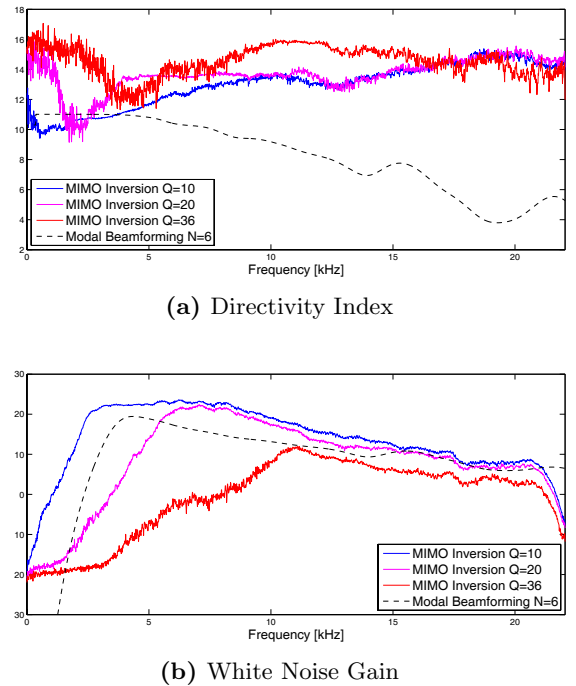 18
16
14
12
10
8
6
4
2
MIMO Inversion Q=10
MIMO Inversion Q=20
MIMO Inversion Q=36
Modal Beamforming N=6
0 5 10 15 20
Frequency [kHz]
(a) Directivity Index
30
20
10
0
10
20
30
MIMO Inversion Q=10
MIMO Inversion Q=20
MIMO Inversion Q=36
Modal Beamforming N=6
0 5 10 15 20
Frequency [kHz]
(b) White Noise Gain